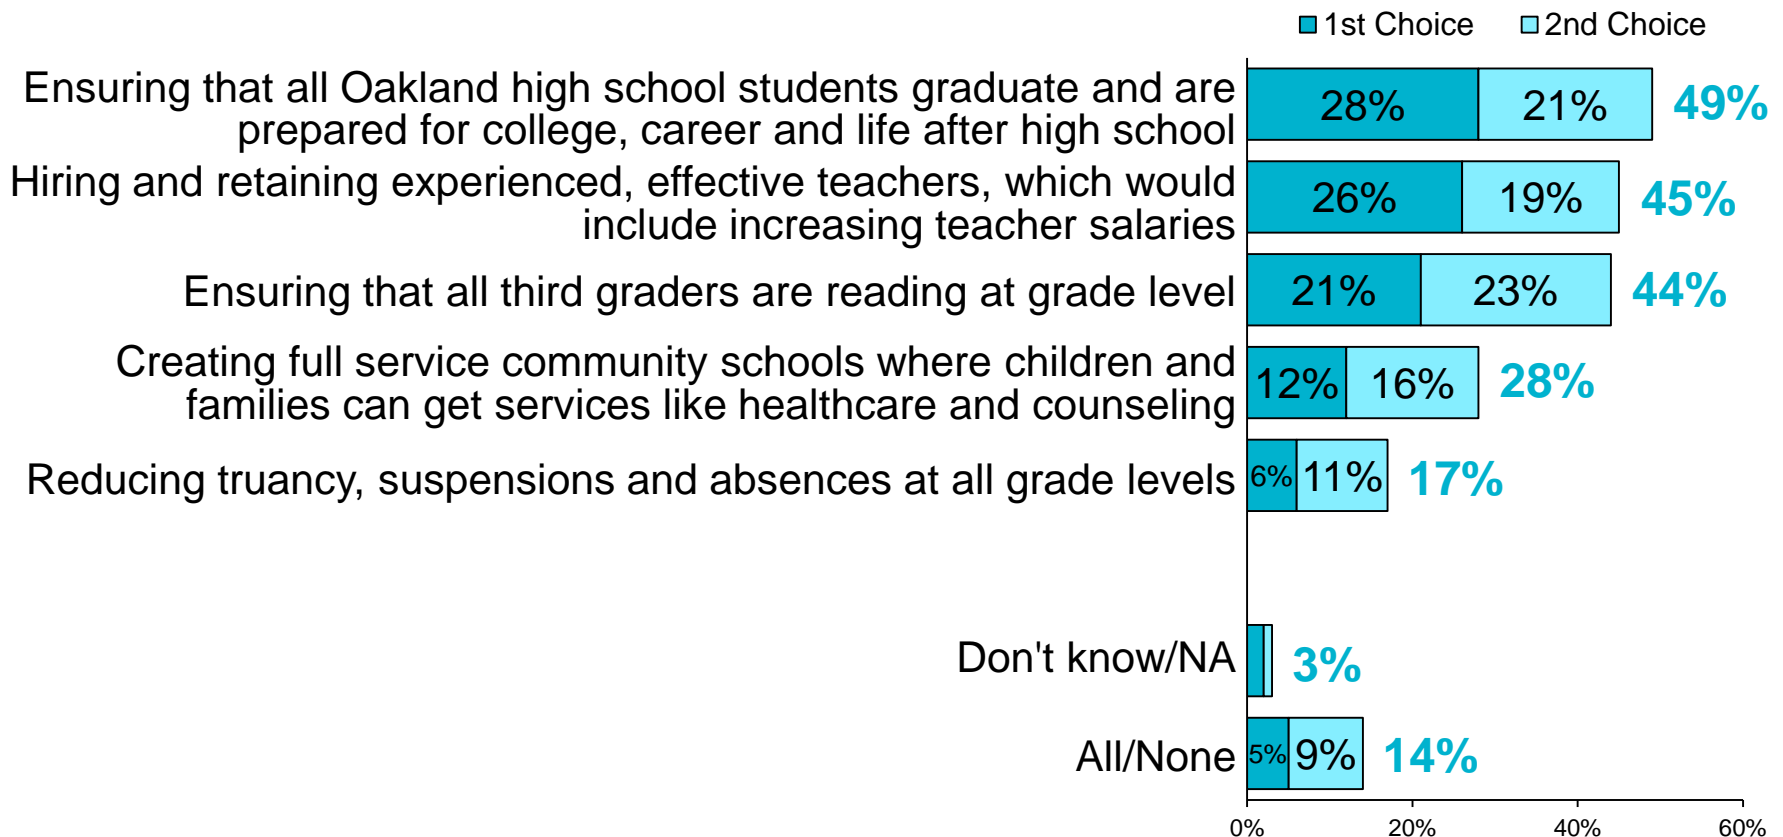 1st Choice 2nd Choice
Ensuring that all Oakland high school students graduate and are
prepared for college, career and life after high school
28% 21% 49%
Hiring and retaining experienced, effective teachers, which would
include increasing teacher salaries
26% 19% 45%
Ensuring that all third graders are reading at grade level
21% 23% 44%
Creating full service community schools where children and
families can get services like healthcare and counseling
12% 16% 28%
Reducing truancy, suspensions and absences at all grade levels
6% 11% 17%
Don't know/NA
3%
All/None
5% 9% 14%
0% 20% 40% 60%